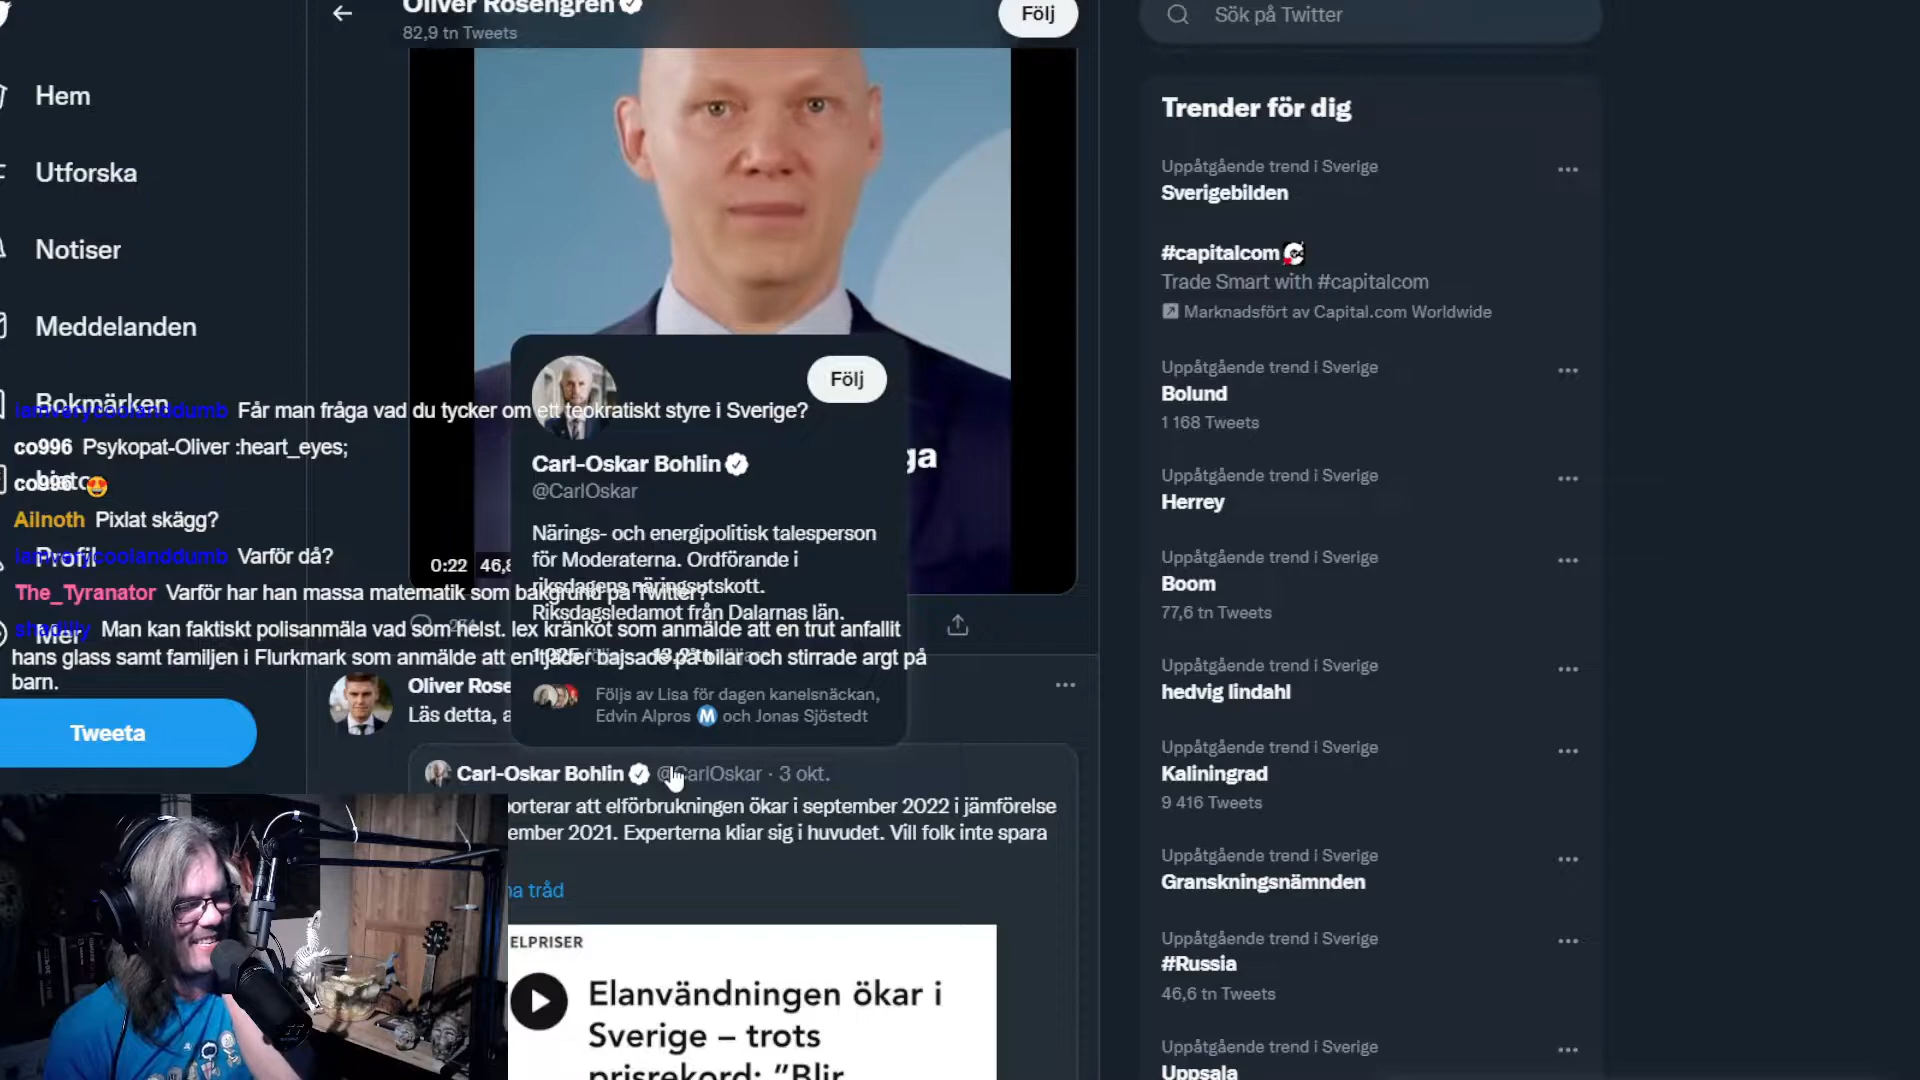 Oliver Rosengren
82,9 tn Tweets
Följ
Sök på Twitter
Hem
Utforska
Notiser
Meddelanden
Bokmärken
Profil
Mer
Tweeta
0:22 46,8
ga
Följ
Carl-Oskar Bohlin
@CarlOskar
Närings- och energipolitisk talesperson
för Moderaterna. Ordförande i
riksdagens näringsutskott.
Riksdagsledamot från Dalarnas län.
Följs av Lisa för dagen kanelsnäckan,
Edvin Alpros Ⓜ och Jonas Sjöstedt
iamverycoolanddumb Får man fråga vad du tycker om ett teokratiskt styre i Sverige?
co996 Psykopat-Oliver :heart_eyes;
co996 😍
Ailnoth Pixlat skägg?
iamverycoolanddumb Varför då?
The_Tyranator Varför har han massa matematik som bakgrund på Twitter?
Man kan faktiskt polisanmäla vad som helst. lex kränkot som anmälde att en trut anfallit
hans glass samt familjen i Flurkmark som anmälde att en tjäder bajsade på bilar och stirrade argt på
barn.
Oliver Rose
Läs detta, a
Carl-Oskar Bohlin @CarlOskar · 3 okt.
porterar att elförbrukningen ökar i september 2022 i jämförelse
ember 2021. Experterna kliar sig i huvudet. Vill folk inte spara
na tråd
ELPRISER
Elanvändningen ökar i
Sverige – trots
prisrekord: ”Blir
Trender för dig
Uppåtgående trend i Sverige
Sverigebilden
#capitalcom
Trade Smart with #capitalcom
Marknadsfört av Capital.com Worldwide
Uppåtgående trend i Sverige
Bolund
1 168 Tweets
Uppåtgående trend i Sverige
Herrey
Uppåtgående trend i Sverige
Boom
77,6 tn Tweets
Uppåtgående trend i Sverige
hedvig lindahl
Uppåtgående trend i Sverige
Kaliningrad
9 416 Tweets
Uppåtgående trend i Sverige
Granskningsnämnden
Uppåtgående trend i Sverige
#Russia
46,6 tn Tweets
Uppåtgående trend i Sverige
Uppsala